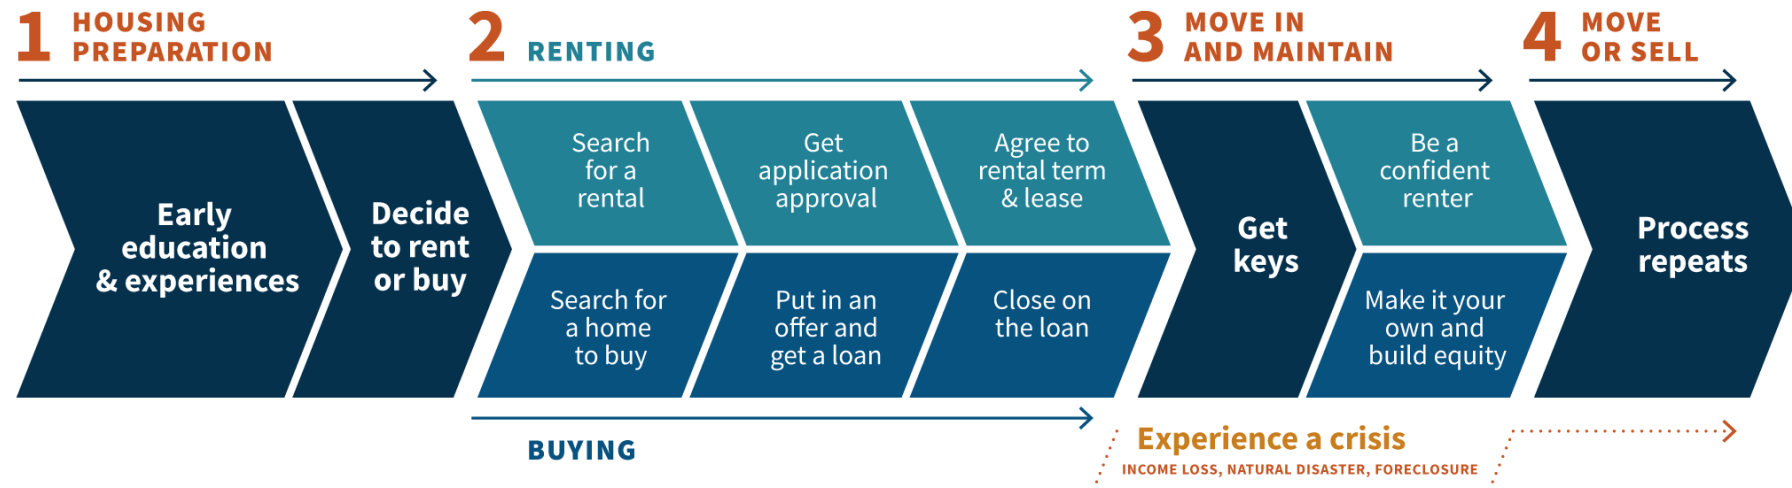 1 HOUSING
PREPARATION
2 RENTING
3 MOVE IN
AND MAINTAIN
4 MOVE
OR SELL
Early
education
& experiences
Decide
to rent
or buy
Search
for a
rental
Get
application
approval
Agree to
rental term
& lease
Search for
a home
to buy
Put in an
offer and
get a loan
Close on
the loan
BUYING
Get
keys
Be a
confident
renter
Make it your
own and
build equity
Experience a crisis
INCOME LOSS, NATURAL DISASTER, FORECLOSURE
Process
repeats